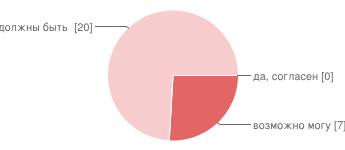 должны быть [20]
да, согласен [0]
возможно могу [7]